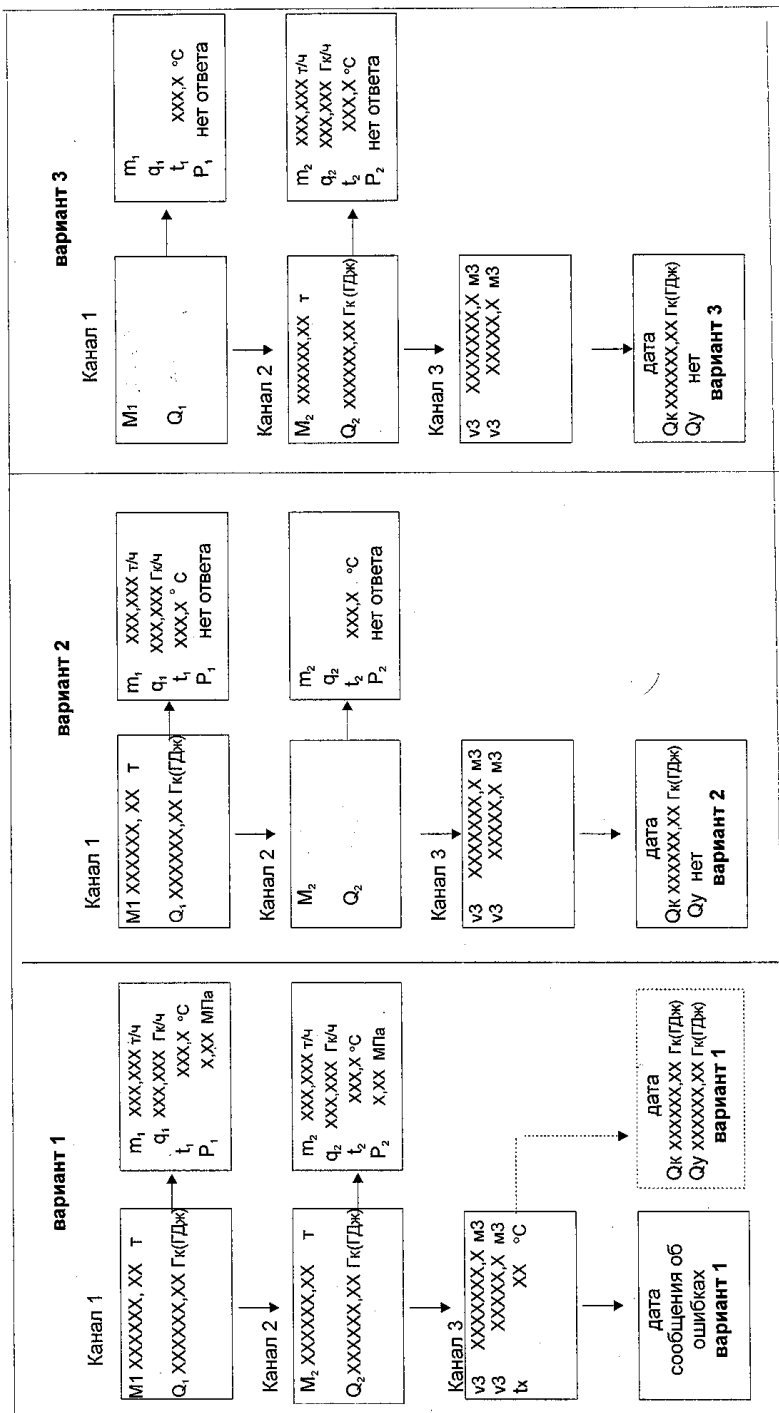 вариант 1
Канал 1
M1 XXXXXX, XX т
Q1 XXXXXXX,XX Гк(ГДж)
m1 XXX,XXX т/ч
q1 XXX,XXX Гк/ч
t1 XXX,X °C
P1 X,XX МПа
Канал 2
M2 XXXXXX,XX т
Q2 XXXXXXX,XX Гк(ГДж)
m2 XXX,XXX т/ч
q2 XXX,XXX Гк/ч
t2 XXX,X °C
P2 X,XX МПа
Канал 3
v3 XXXXXXXX,X м3
v3 XXXXX,X м3
tx XX °C
дата
сообщения об
ошибках
вариант 1
дата
Qк XXXXXX,XX Гк(ГДж)
Qу XXXXXX,XX Гк(ГДж)
вариант 1
вариант 2
Канал 1
M1 XXXXXX, XX т
Q1 XXXXXXX,XX Гк(ГДж)
m1 XXX,XXX т/ч
q1 XXX,XXX Гк/ч
t1 XXX,X °C
P1 нет ответа
Канал 2
M2
Q2
m2
q2
t2 XXX,X °C
P2 нет ответа
Канал 3
v3 XXXXXXXX,X м3
v3 XXXXX,X м3
дата
Qк XXXXXX,XX Гк(ГДж)
Qу нет
вариант 2
вариант 3
Канал 1
M1
Q1
m1
q1
t1 XXX,X °C
P1 нет ответа
Канал 2
M2 XXXXXX,XX т
Q2 XXXXXX,XX Гк(ГДж)
m2 XXX,XXX т/ч
q2 XXX,XXX Гк/ч
t2 XXX,X °C
P2 нет ответа
Канал 3
v3 XXXXXXXX,X м3
v3 XXXXX,X м3
дата
Qк XXXXXX,XX Гк(ГДж)
Qу нет
вариант 3